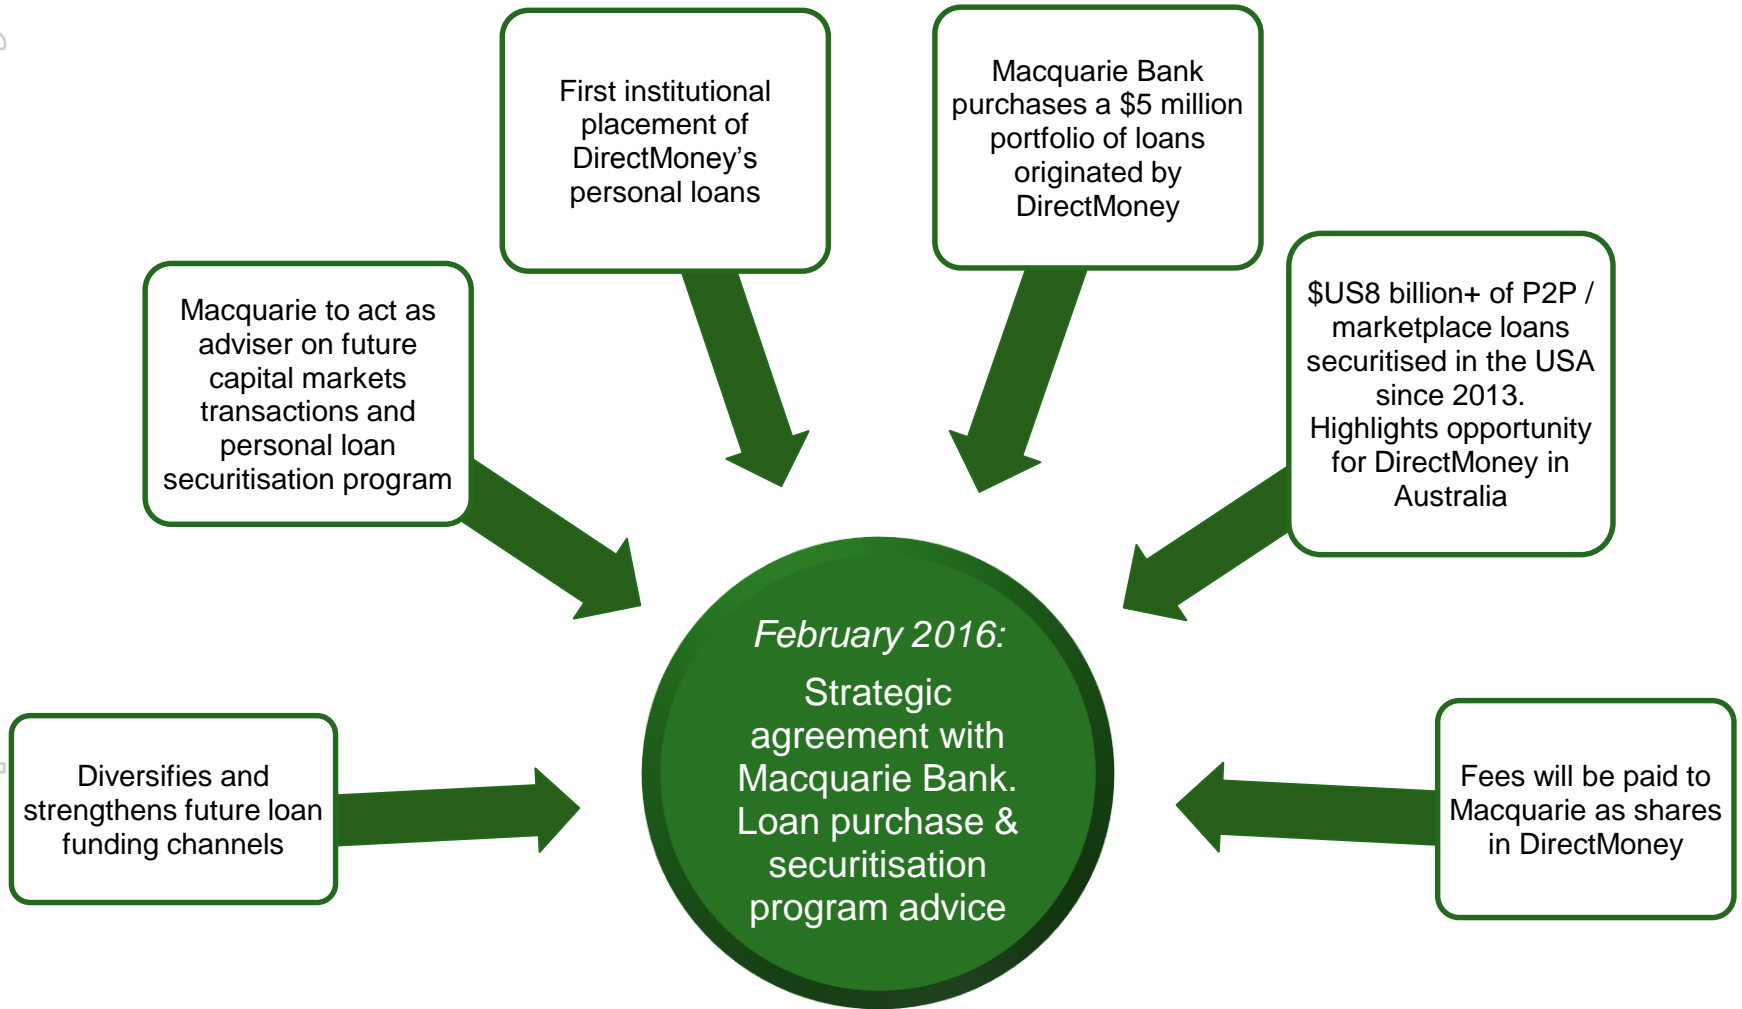 First institutional
placement of
DirectMoney’s
personal loans
Macquarie Bank
purchases a $5 million
portfolio of loans
originated by
DirectMoney
Macquarie to act as
adviser on future
capital markets
transactions and
personal loan
securitisation program
$US8 billion+ of P2P /
marketplace loans
securitised in the USA
since 2013.
Highlights opportunity
for DirectMoney in
Australia
February 2016:
Strategic
agreement with
Macquarie Bank.
Loan purchase &
securitisation
program advice
Diversifies and
strengthens future loan
funding channels
Fees will be paid to
Macquarie as shares
in DirectMoney